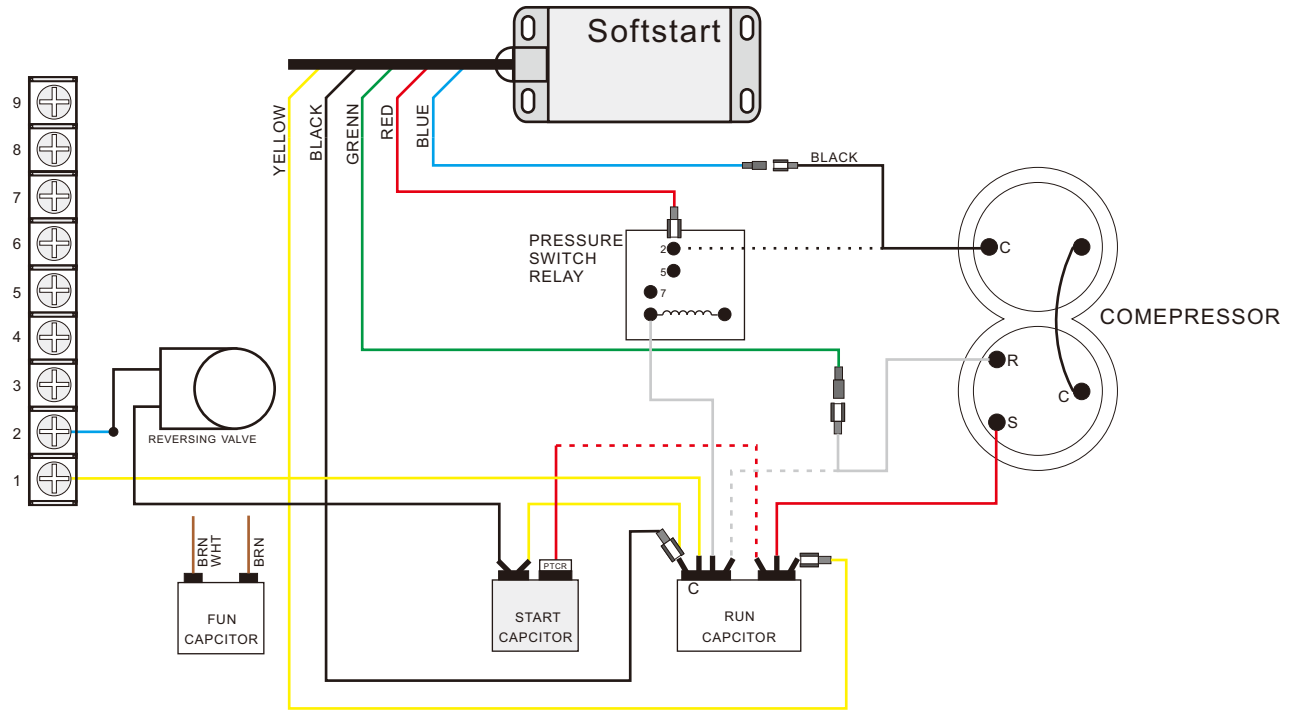 Softstart
9
8
7
6
5
4
3
2
1
YELLOW
BLACK
GRENN
RED
BLUE
BLACK
PRESSURE
SWITCH
RELAY
2
5
7
C
COMEPRESSOR
R
C
S
REVERSING VALVE
BRN
WHT
BRN
FUN
CAPCITOR
PTCR
START
CAPCITOR
C
RUN
CAPCITOR